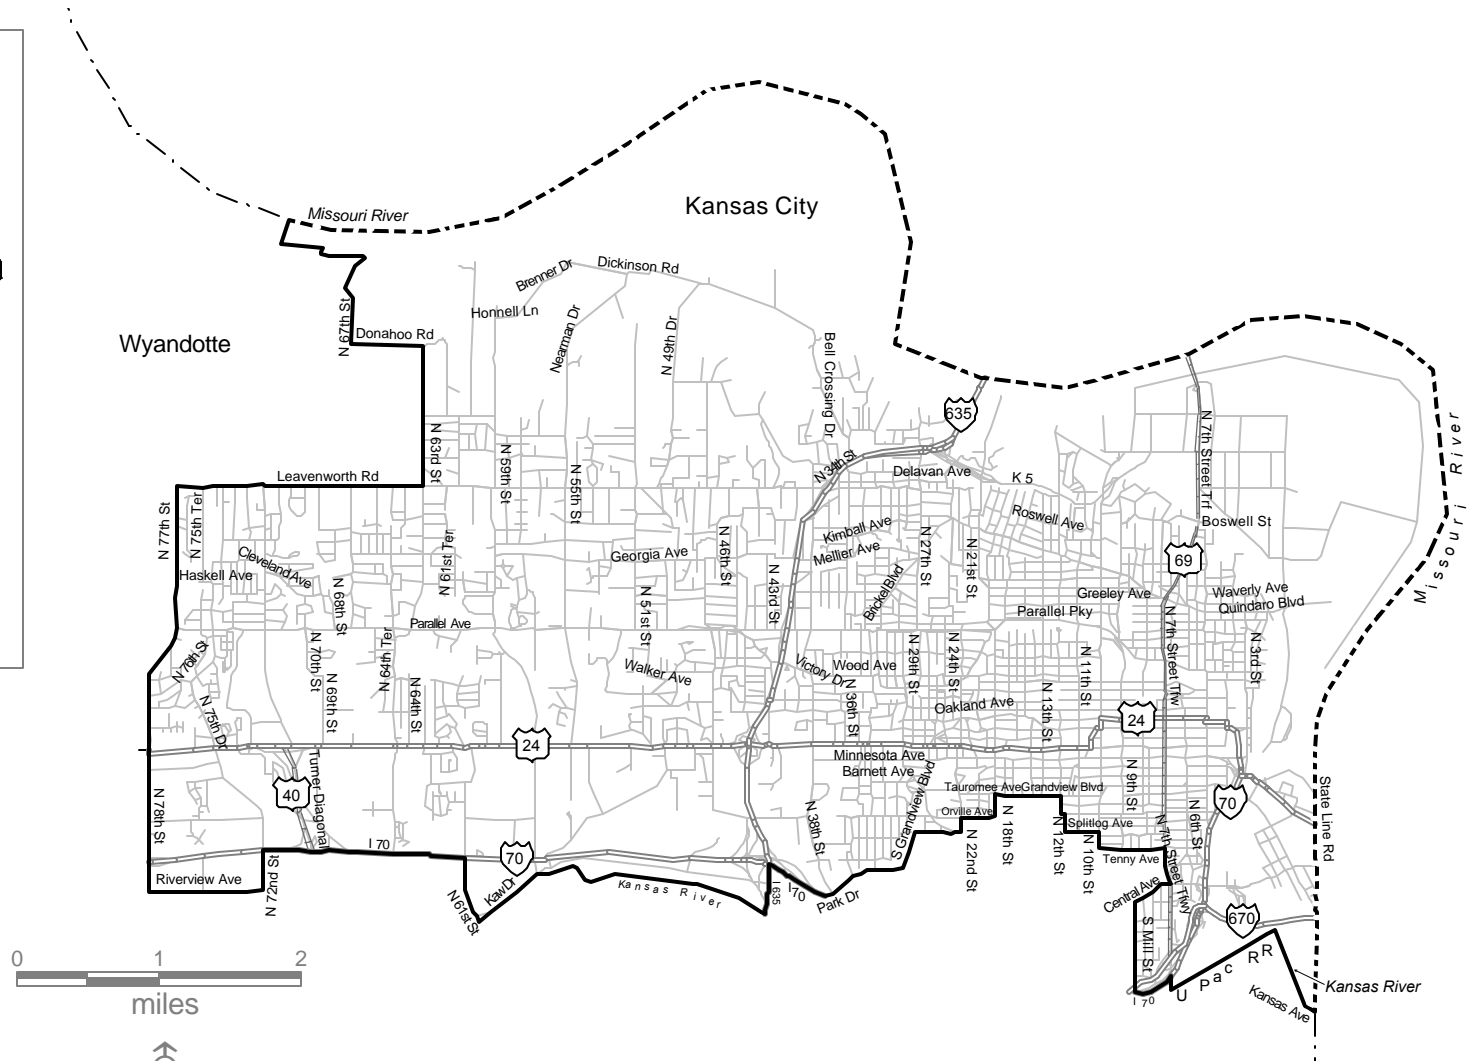 Kansas City
Missouri River
Dickinson Rd
Brenner Dr
Honnell Ln
N 67th St
Donahoo Rd
Wyandotte
Nearman Dr
N 49th Dr
Bell Crossing Dr
635
N 7th Street Trf
Missouri River
N 63rd St
N 59th St
N 55th St
N 34th St
Delavan Ave
K 5
Leavenworth Rd
N 77th St
N 75th Ter
Roswell Ave
Boswell St
Kimball Ave
Mellier Ave
N 27th St
N 21st St
Georgia Ave
N 46th St
N 61st Ter
Cleveland Ave
Haskell Ave
69
N 43rd St
N 68th St
N 51st St
Brickel Blvd
Greeley Ave
Waverly Ave
Quindaro Blvd
Parallel Pky
Parallel Ave
N 76th St
N 70th St
N 64th Ter
Walker Ave
Victory Dr
Wood Ave
N 29th St
N 24th St
N 11th St
N 7th Street Tfw
N 3rd St
N 75th Dr
N 69th St
N 64th St
N 36th St
Oakland Ave
N 13th St
24
24
Minnesota Ave
Barnett Ave
S Grandview Blvd
Tauromee Ave
Grandview Blvd
N 9th St
Turner Diagonal
40
N 78th St
70
N 6th St
State Line Rd
N 38th St
Orville Ave
N 18th St
N 12th St
Splitlog Ave
N 7th Street Tfwy
I 70
70
N 22nd St
N 10th St
Tenny Ave
Riverview Ave
N 72nd St
N 61st St
Kaw Dr
Kansas River
I 635
I 70
Park Dr
Central Ave
S Mill St
670
U Pac RR
I 70
Kansas Ave
Kansas River
0 1 2
miles